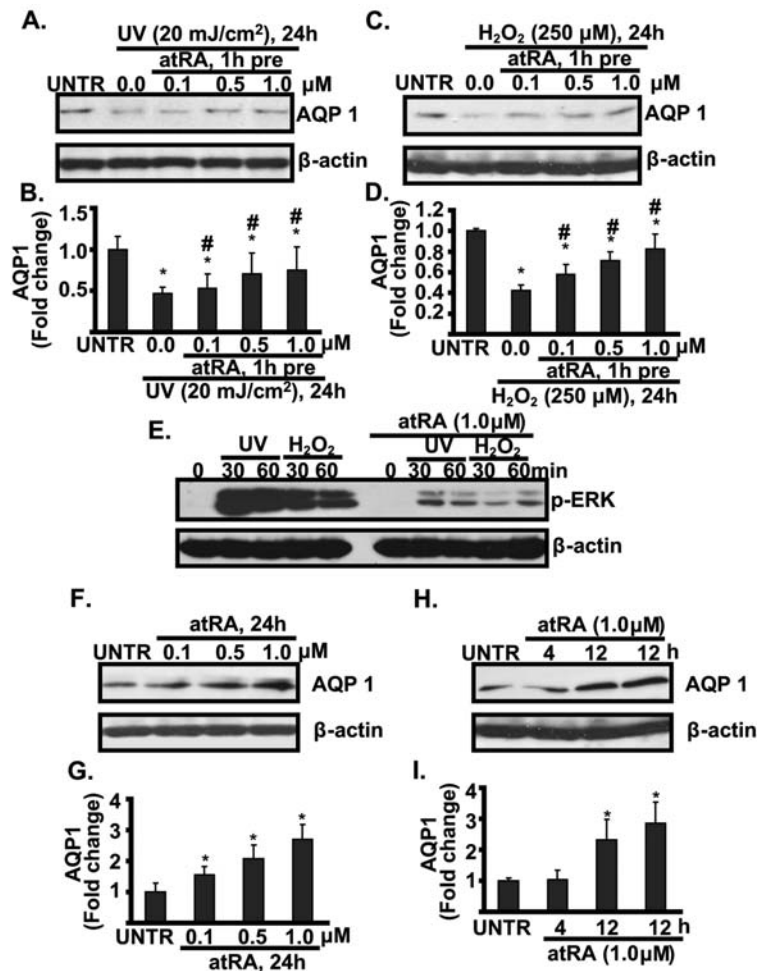 A.
UV (20 mJ/cm²), 24h
atRA, 1h pre
UNTR 0.0 0.1 0.5 1.0 μM
AQP 1
β-actin
B.
AQP1
(Fold change)
1.5
1.0
0.5
* # * # * # *
UNTR 0.0 0.1 0.5 1.0 μM
atRA, 1h pre
UV (20 mJ/cm²), 24h
C.
H₂O₂ (250 μM), 24h
atRA, 1h pre
UNTR 0.0 0.1 0.5 1.0 μM
AQP 1
β-actin
D.
AQP1
(Fold change)
1.2
1.0
0.8
0.6
0.4
* # * # * # *
UNTR 0.0 0.1 0.5 1.0 μM
atRA, 1h pre
H₂O₂ (250 μM), 24h
E.
atRA (1.0μM)
UV H₂O₂ UV H₂O₂
0 30 60 30 60 0 30 60 30 60min
p-ERK
β-actin
F.
atRA, 24h
UNTR 0.1 0.5 1.0 μM
AQP 1
β-actin
G.
AQP1
(Fold change)
4
3
2
1
* * *
UNTR 0.1 0.5 1.0 μM
atRA, 24h
H.
atRA (1.0μM)
UNTR 4 12 12 h
AQP 1
β-actin
I.
AQP1
(Fold change)
4
3
2
1
* *
UNTR 4 12 12 h
atRA (1.0μM)